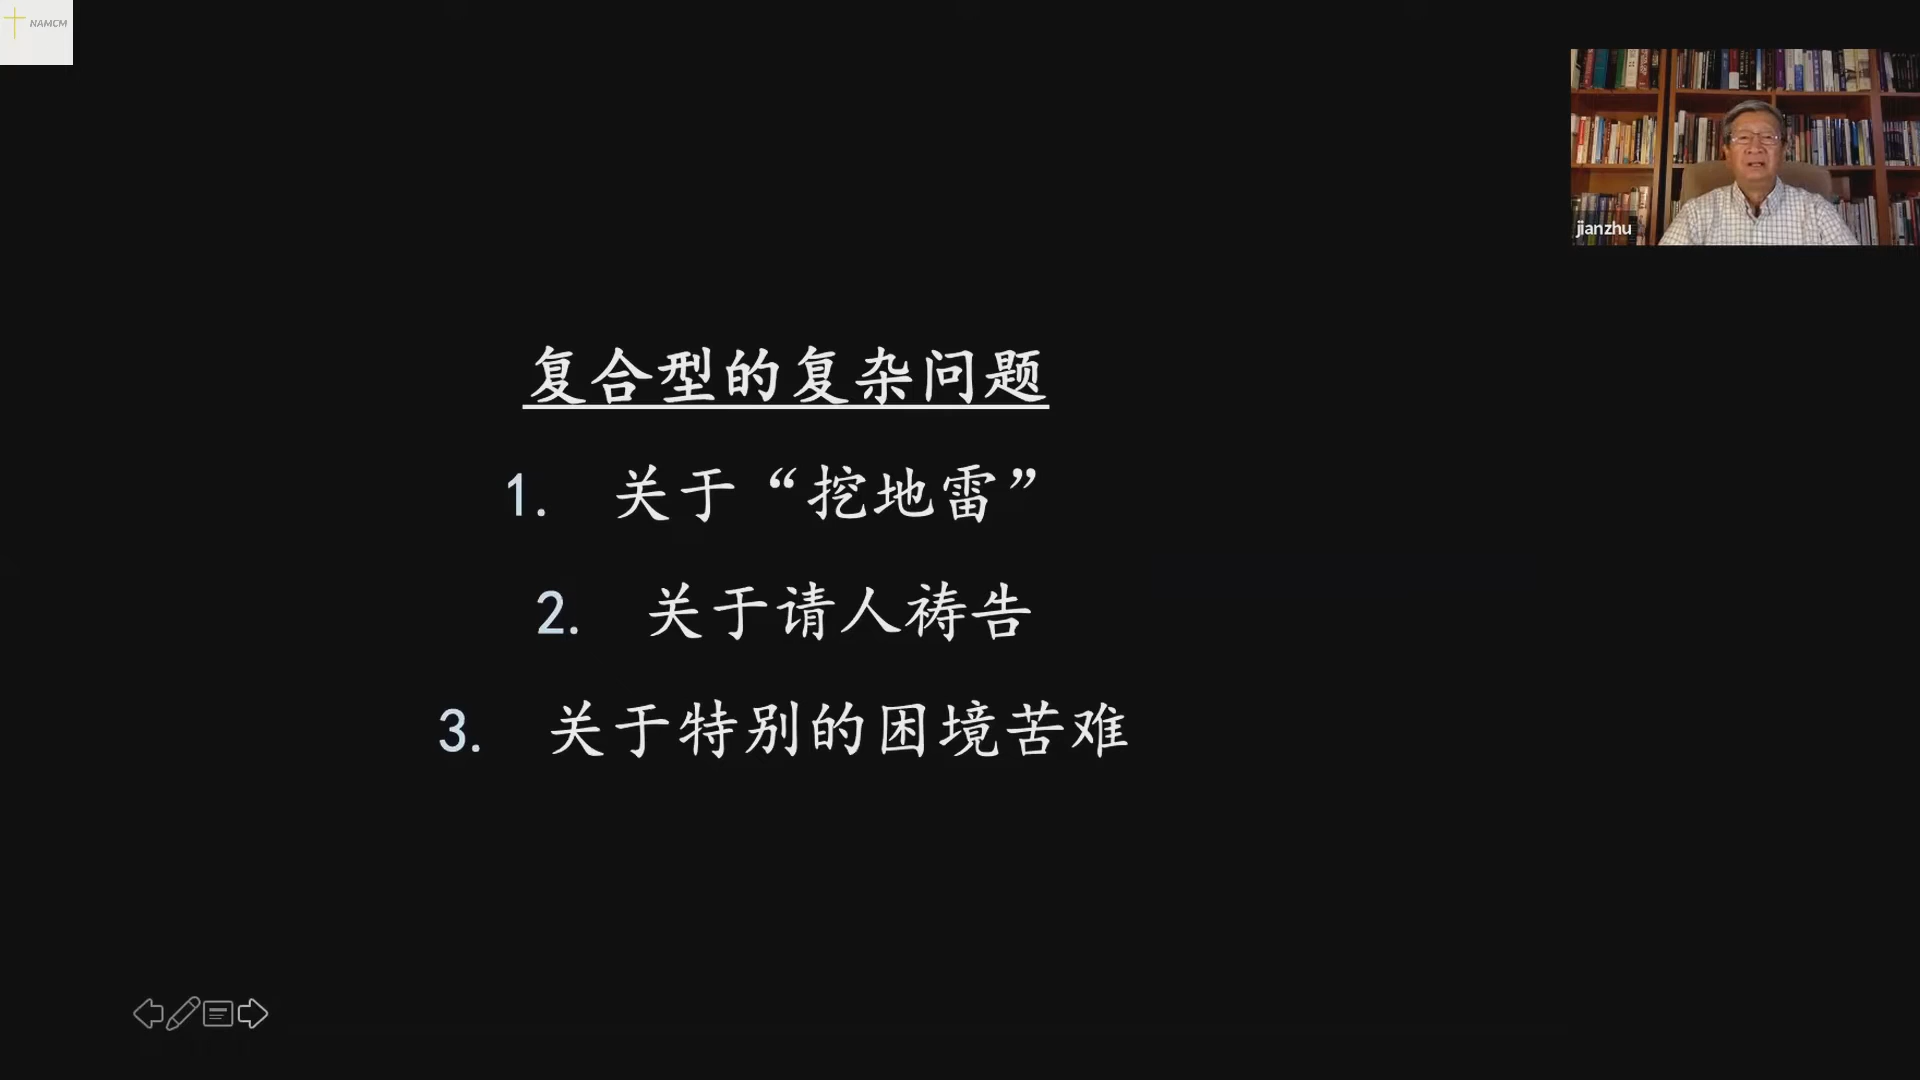 NAMCM
jianzhu
复合型的复杂问题
1. 关于“挖地雷”
2. 关于请人祷告
3. 关于特别的困境苦难